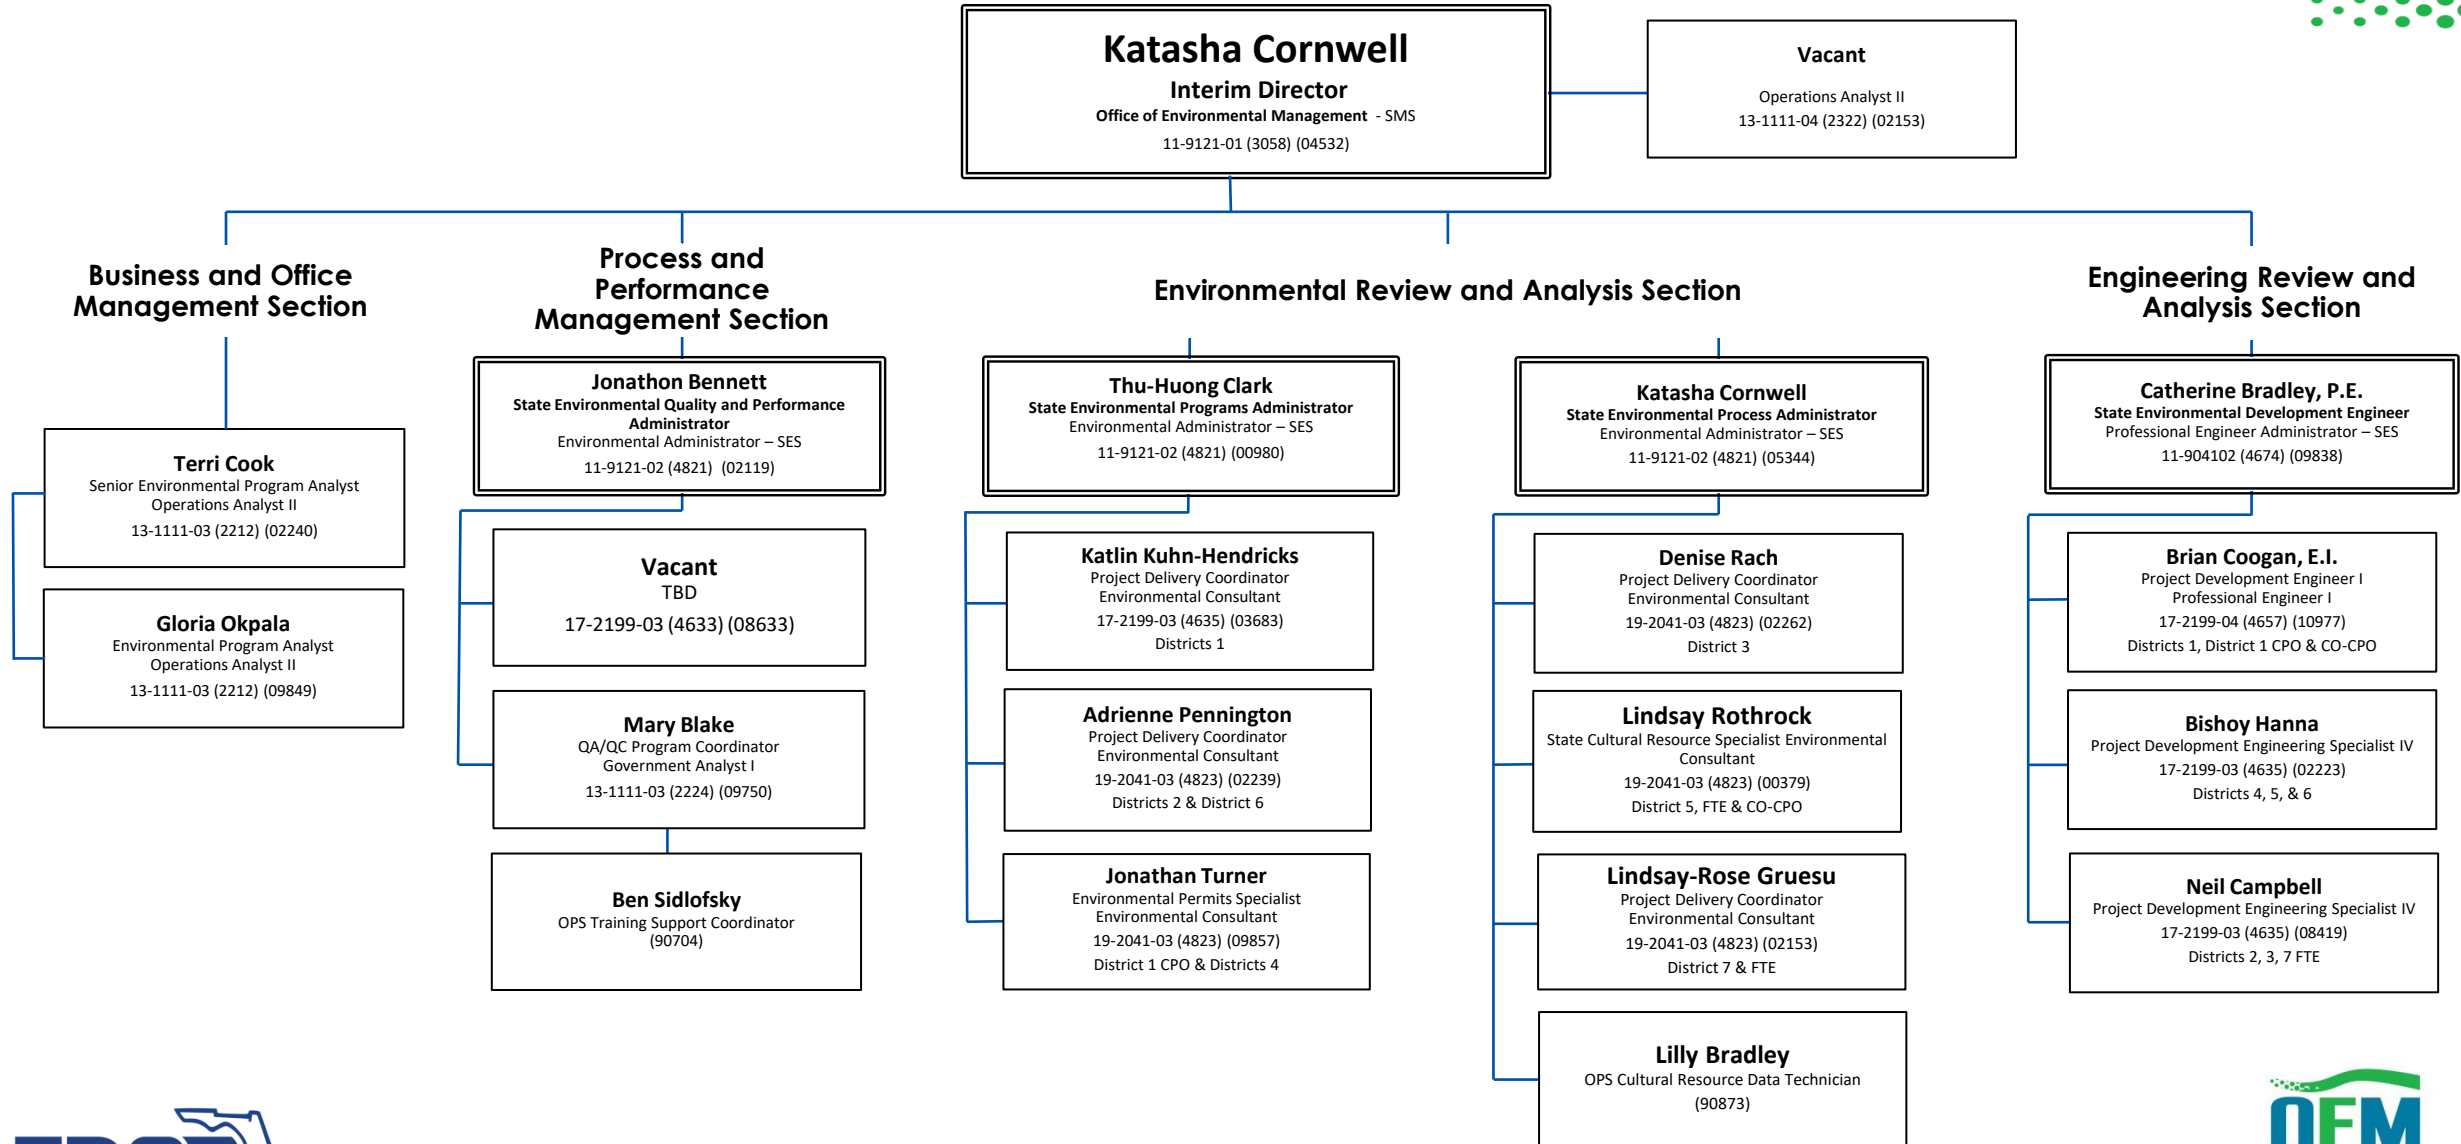 Katasha Cornwell
Interim Director
Office of Environmental Management - SMS
11-9121-01 (3058) (04532)
Vacant
Operations Analyst II
13-1111-04 (2322) (02153)
Business and Office
Management Section
Terri Cook
Senior Environmental Program Analyst
Operations Analyst II
13-1111-03 (2212) (02240)
Gloria Okpala
Environmental Program Analyst
Operations Analyst II
13-1111-03 (2212) (09849)
Process and
Performance
Management Section
Jonathon Bennett
State Environmental Quality and Performance
Administrator
Environmental Administrator – SES
11-9121-02 (4821) (02119)
Vacant
TBD
17-2199-03 (4633) (08633)
Mary Blake
QA/QC Program Coordinator
Government Analyst I
13-1111-03 (2224) (09750)
Ben Sidlofsky
OPS Training Support Coordinator
(90704)
Environmental Review and Analysis Section
Thu-Huong Clark
State Environmental Programs Administrator
Environmental Administrator – SES
11-9121-02 (4821) (00980)
Katlin Kuhn-Hendricks
Project Delivery Coordinator
Environmental Consultant
17-2199-03 (4635) (03683)
Districts 1
Adrienne Pennington
Project Delivery Coordinator
Environmental Consultant
19-2041-03 (4823) (02239)
Districts 2 & District 6
Jonathan Turner
Environmental Permits Specialist
Environmental Consultant
19-2041-03 (4823) (09857)
District 1 CPO & Districts 4
Katasha Cornwell
State Environmental Process Administrator
Environmental Administrator – SES
11-9121-02 (4821) (05344)
Denise Rach
Project Delivery Coordinator
Environmental Consultant
19-2041-03 (4823) (02262)
District 3
Lindsay Rothrock
State Cultural Resource Specialist Environmental
Consultant
19-2041-03 (4823) (00379)
District 5, FTE & CO-CPO
Lindsay-Rose Gruesu
Project Delivery Coordinator
Environmental Consultant
19-2041-03 (4823) (02153)
District 7 & FTE
Lilly Bradley
OPS Cultural Resource Data Technician
(90873)
Engineering Review and
Analysis Section
Catherine Bradley, P.E.
State Environmental Development Engineer
Professional Engineer Administrator – SES
11-904102 (4674) (09838)
Brian Coogan, E.I.
Project Development Engineer I
Professional Engineer I
17-2199-04 (4657) (10977)
Districts 1, District 1 CPO & CO-CPO
Bishoy Hanna
Project Development Engineering Specialist IV
17-2199-03 (4635) (02223)
Districts 4, 5, & 6
Neil Campbell
Project Development Engineering Specialist IV
17-2199-03 (4635) (08419)
Districts 2, 3, 7 FTE
OEM